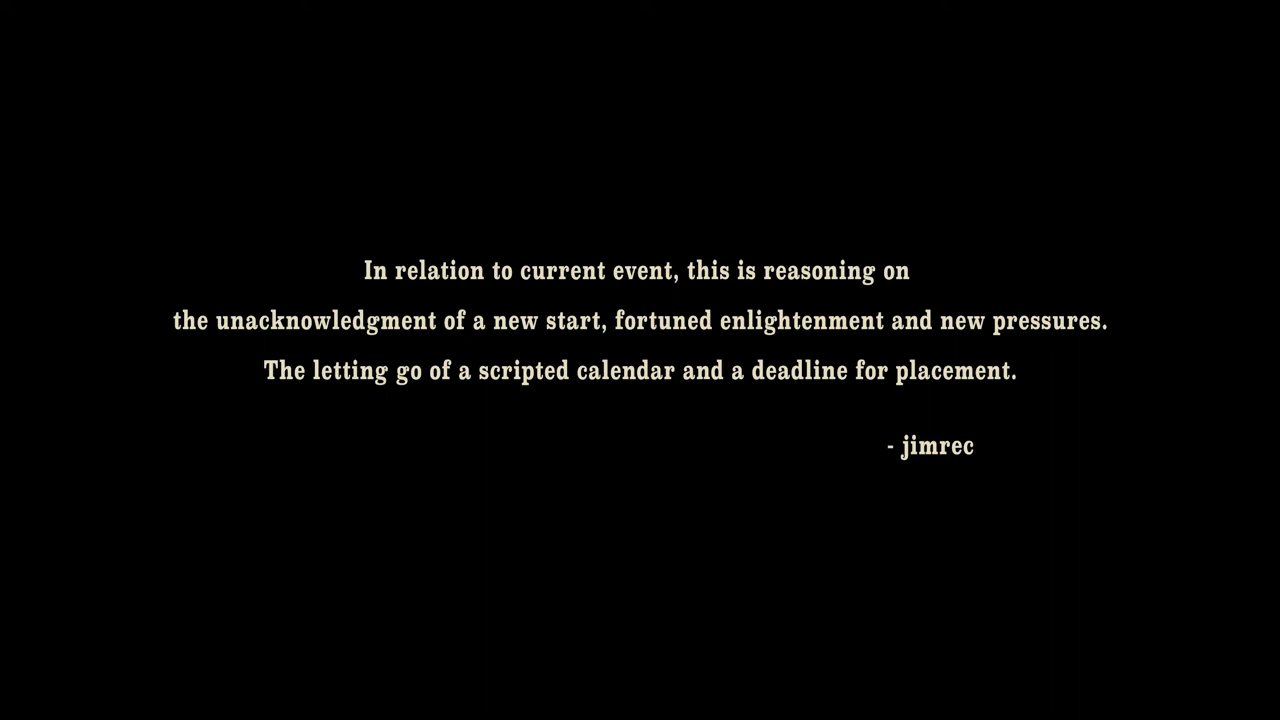 In relation to current event, this is reasoning on
the unacknowledgment of a new start, fortuned enlightenment and new pressures.
The letting go of a scripted calendar and a deadline for placement.
- jimrec